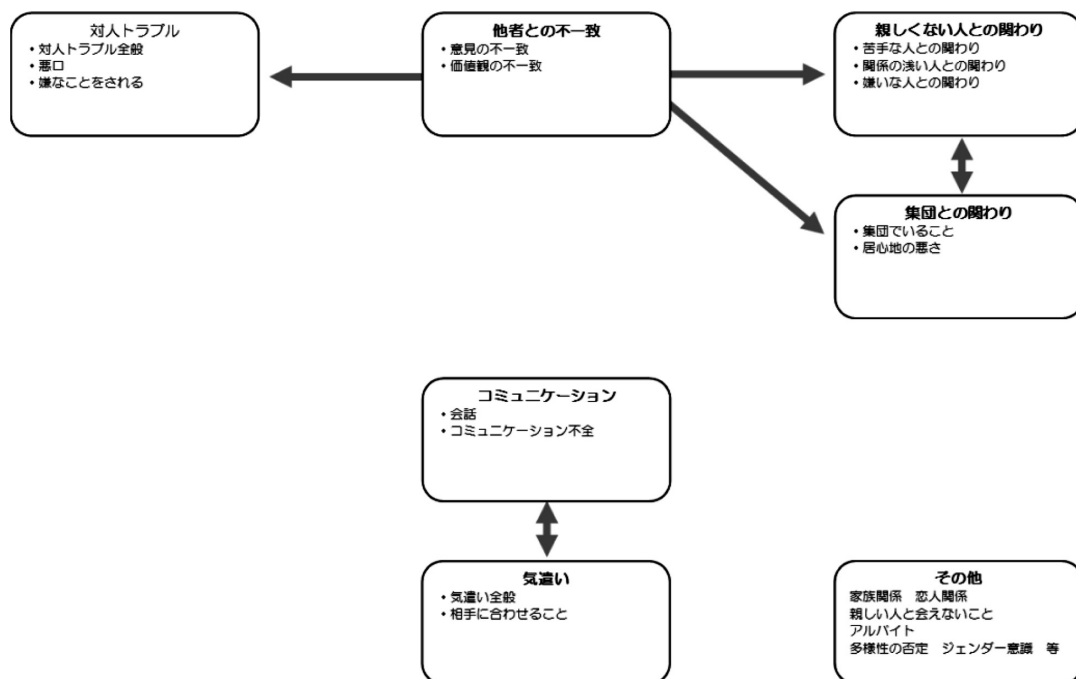 対人トラブル
・対人トラブル全般
・悪口
・嫌なことをされる
他者との不一致
・意見の不一致
・価値観の不一致
親しくない人との関わり
・苦手な人との関わり
・関係の浅い人との関わり
・嫌いな人との関わり
集団との関わり
・集団でいること
・居心地の悪さ
コミュニケーション
・会話
・コミュニケーション不全
気遣い
・気遣い全般
・相手に合わせること
その他
家族関係　恋人関係
親しい人と会えないこと
アルバイト
多様性の否定　ジェンダー意識　等